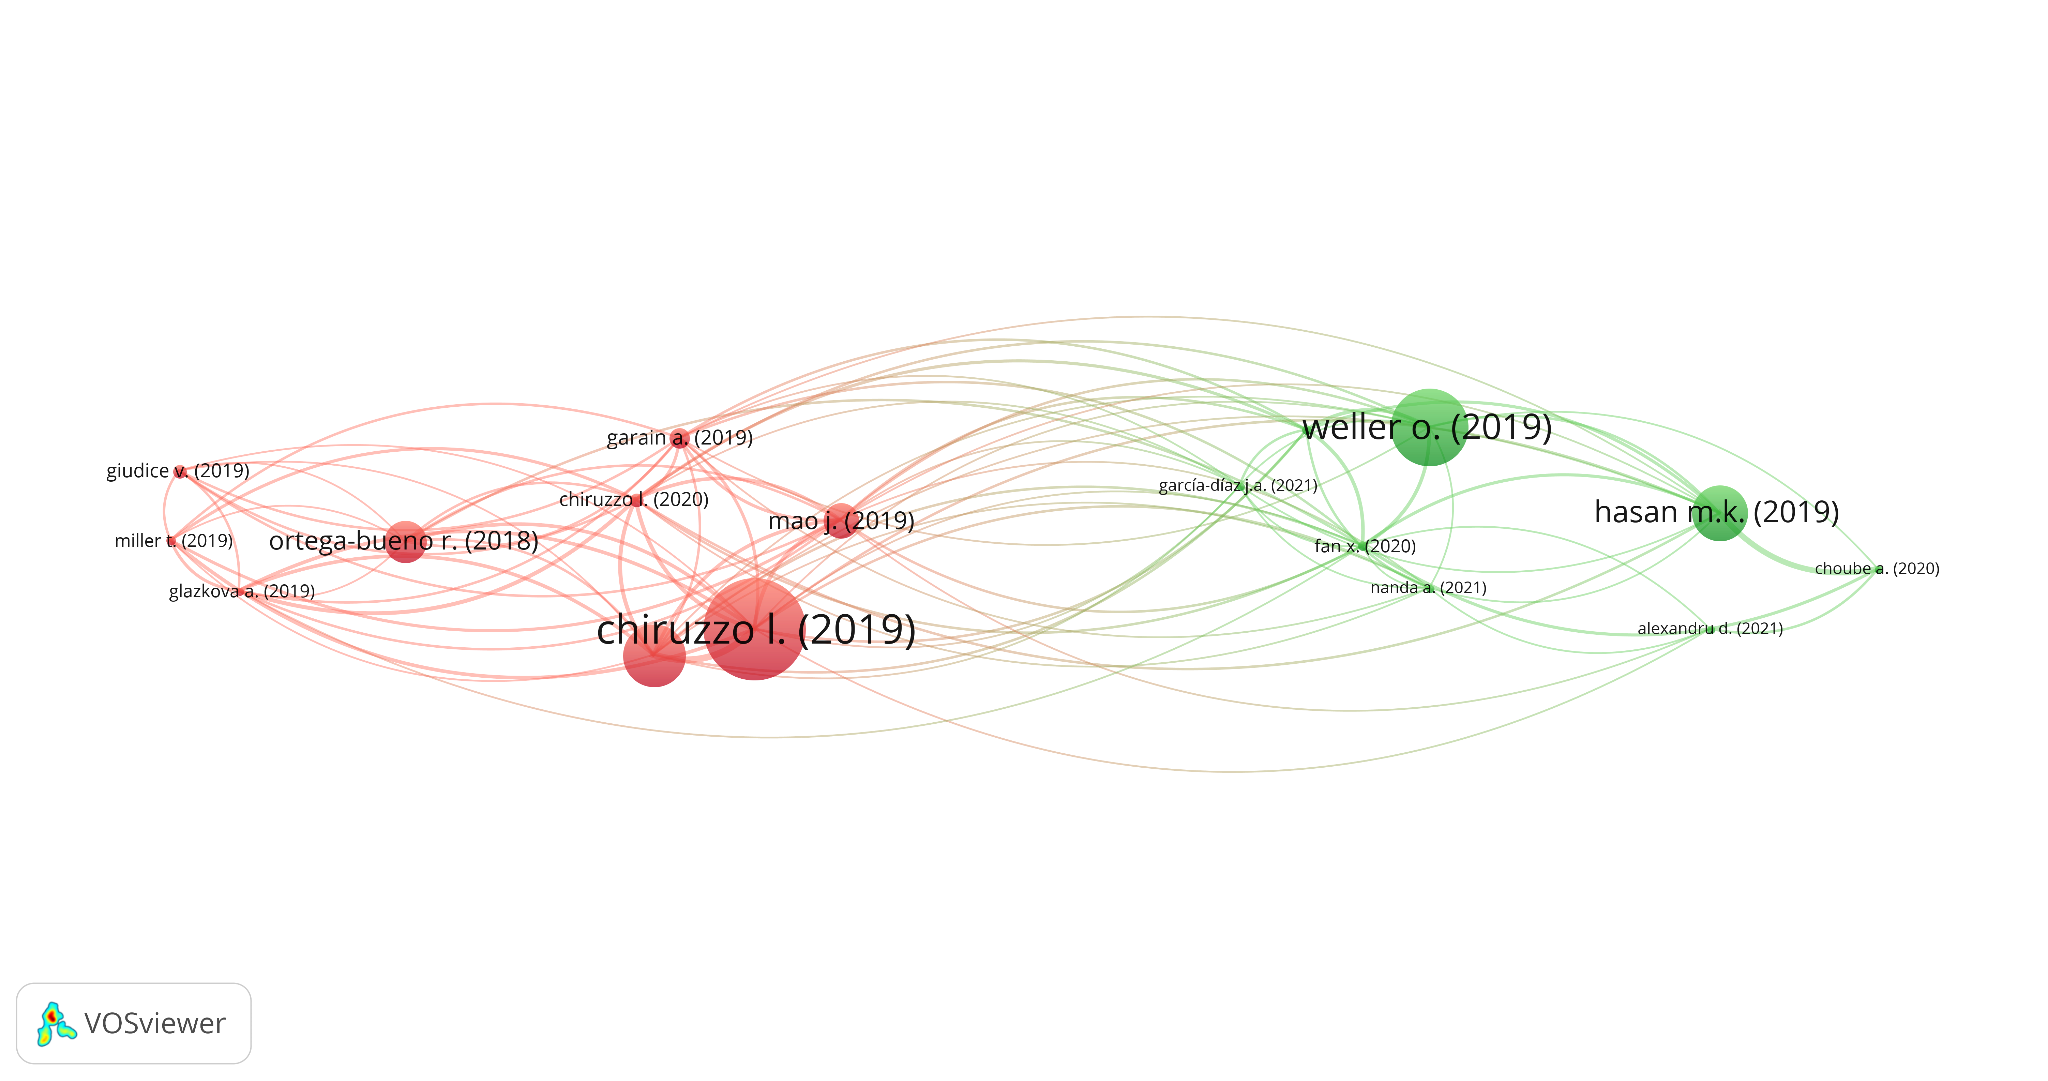 weller o. (2019)
garain a. (2019)
giudice v. (2019)
garcía-díaz j.a. (2021)
chiruzzo l. (2020)
hasan m.k. (2019)
mao j. (2019)
miller t. (2019)
ortega-bueno r. (2018)
fan x. (2020)
choube a. (2020)
nanda a. (2021)
glazkova a. (2019)
chiruzzo l. (2019)
alexandru d. (2021)
VOSviewer